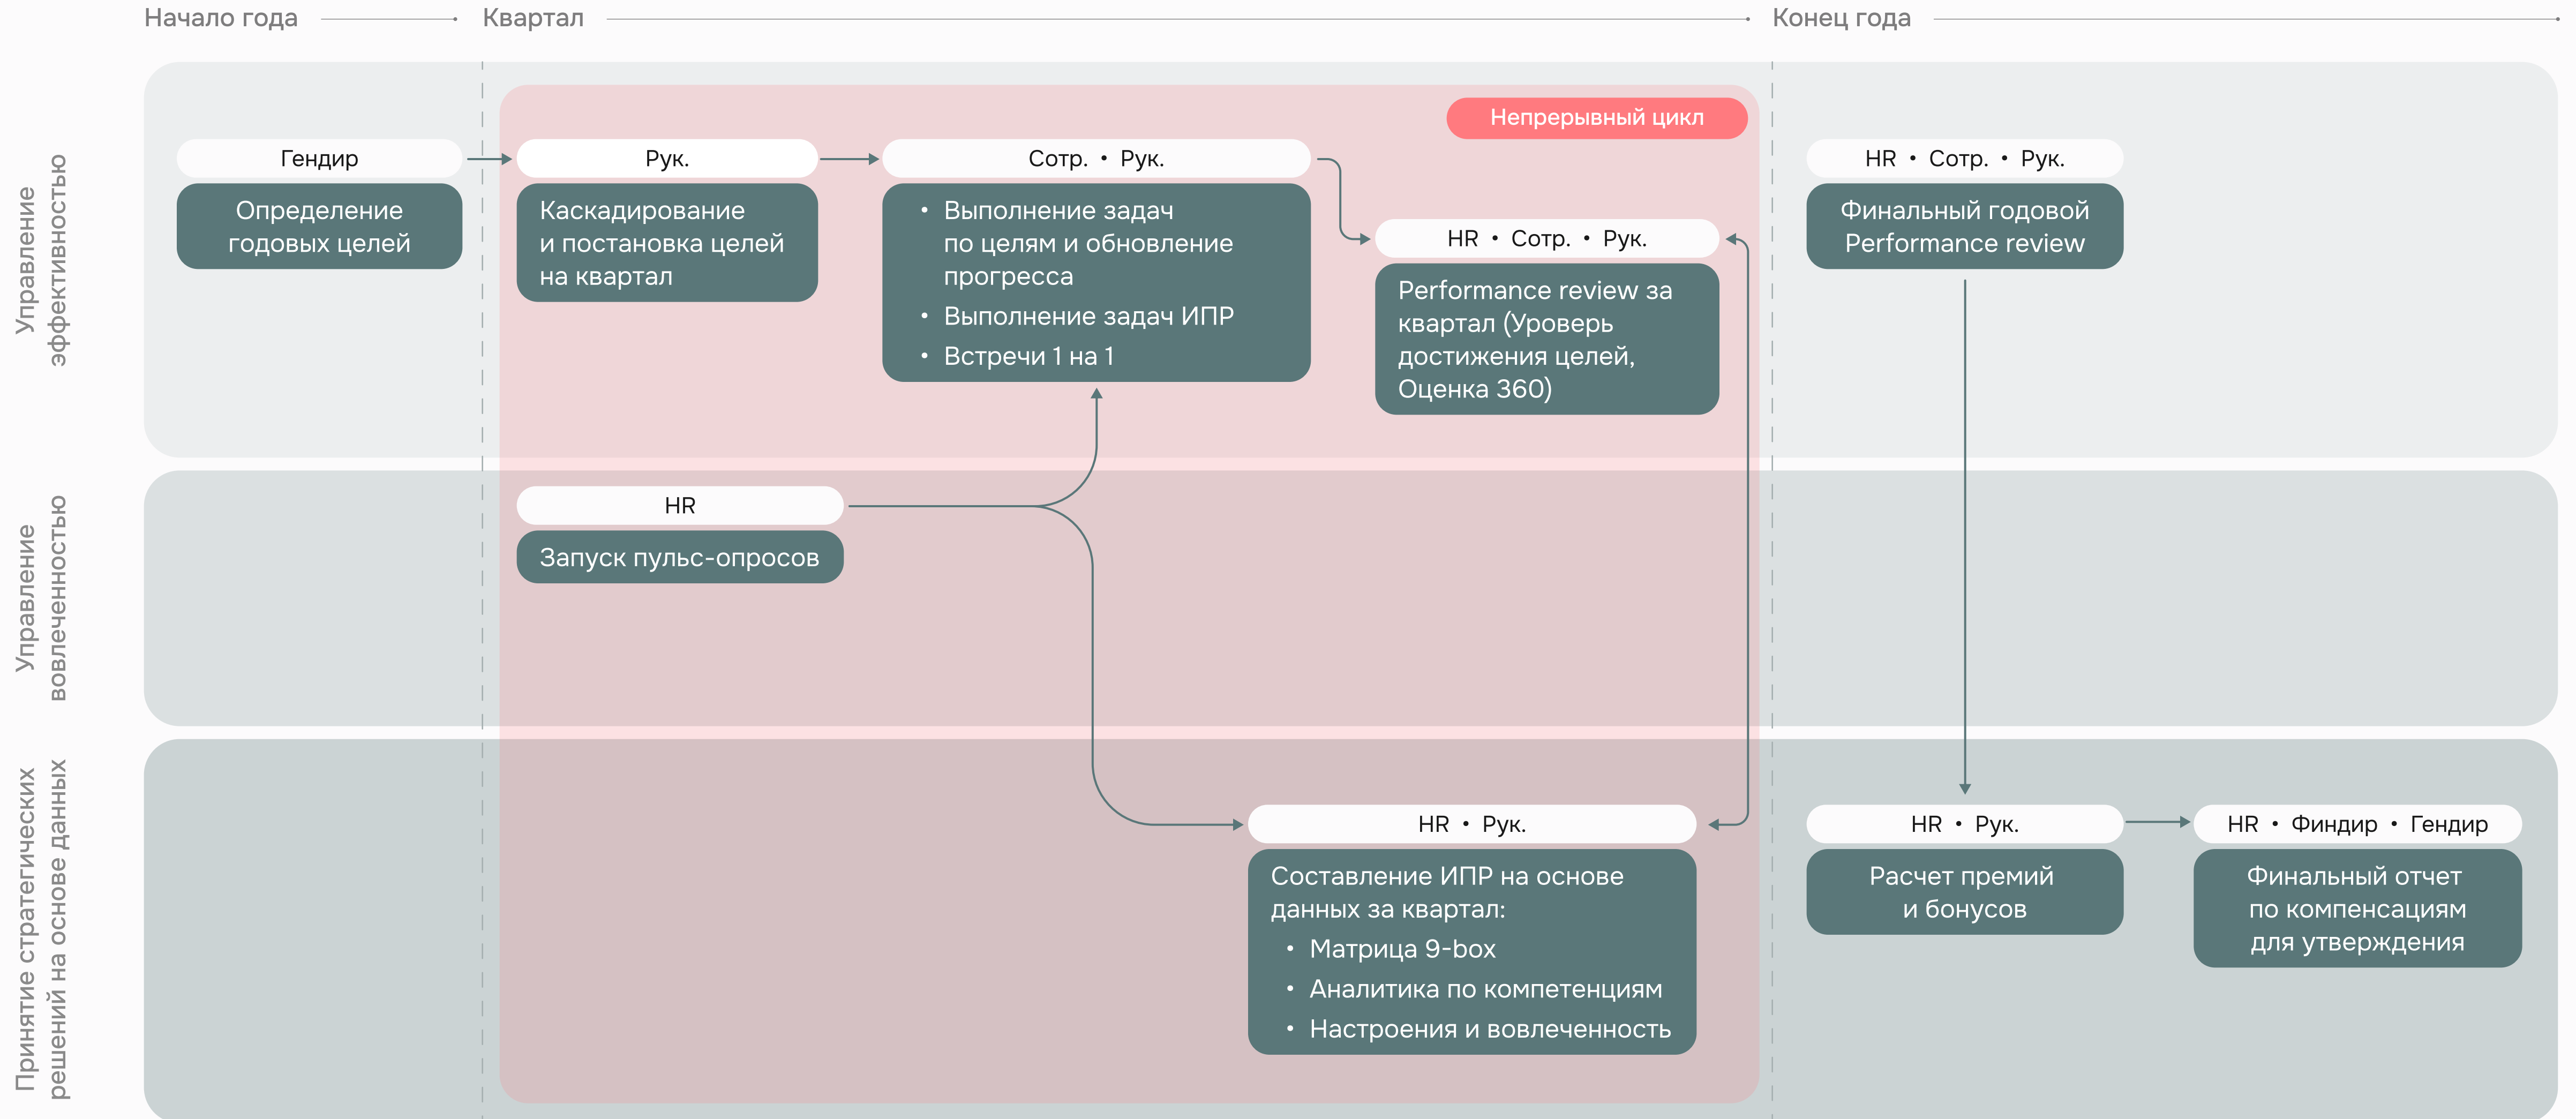 Начало года
Квартал
Конец года
Управление
эффективностью
Непрерывный цикл
Гендир
Определение
годовых целей
Рук.
Каскадирование
и постановка целей
на квартал
Сотр. • Рук.
• Выполнение задач
по целям и обновление
прогресса
• Выполнение задач ИПР
• Встречи 1 на 1
HR • Сотр. • Рук.
Performance review за
квартал (Уроверь
достижения целей,
Оценка 360)
HR • Сотр. • Рук.
Финальный годовой
Performance review
Управление
вовлеченностью
HR
Запуск пульс-опросов
Принятие стратегических
решений на основе данных
HR • Рук.
Составление ИПР на основе
данных за квартал:
• Матрица 9-box
• Аналитика по компетенциям
• Настроения и вовлеченность
HR • Рук.
Расчет премий
и бонусов
HR • Финдир • Гендир
Финальный отчет
по компенсациям
для утверждения